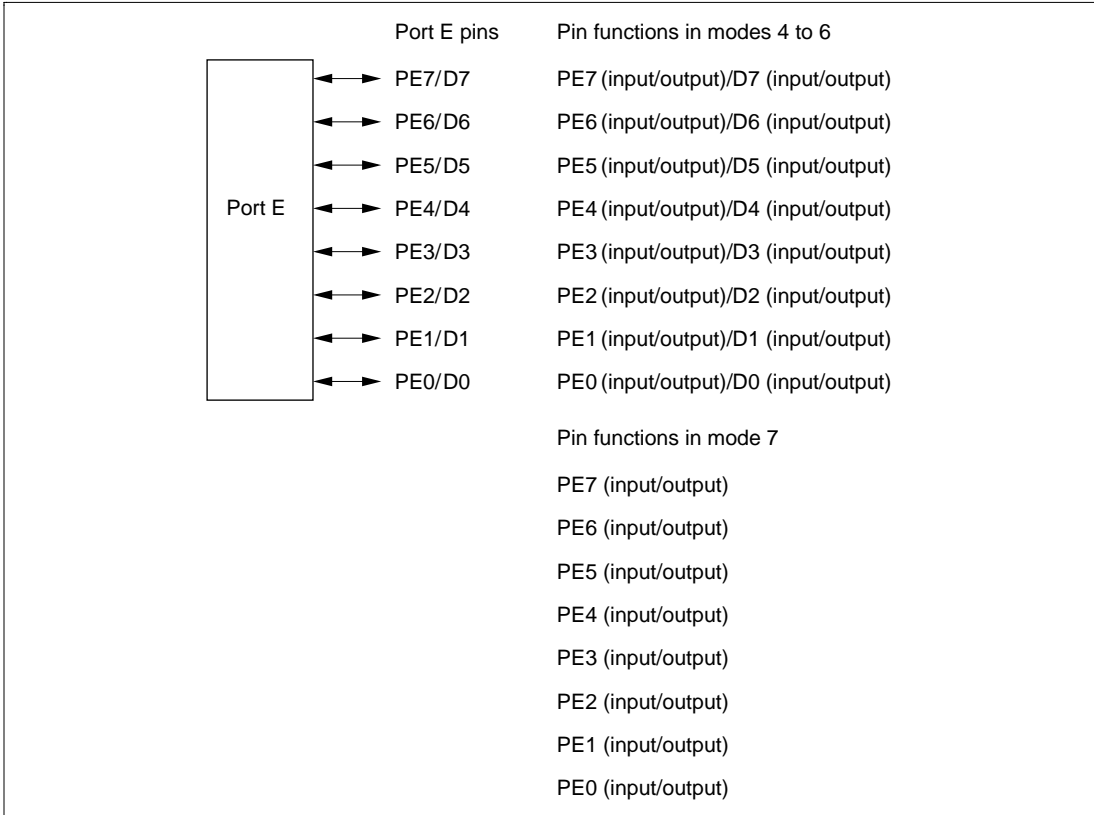 Port E pins Pin functions in modes 4 to 6
PE7/D7 PE7 (input/output)/D7 (input/output)
PE6/D6 PE6 (input/output)/D6 (input/output)
PE5/D5 PE5 (input/output)/D5 (input/output)
Port E PE4/D4 PE4 (input/output)/D4 (input/output)
PE3/D3 PE3 (input/output)/D3 (input/output)
PE2/D2 PE2 (input/output)/D2 (input/output)
PE1/D1 PE1 (input/output)/D1 (input/output)
PE0/D0 PE0 (input/output)/D0 (input/output)
Pin functions in mode 7
PE7 (input/output)
PE6 (input/output)
PE5 (input/output)
PE4 (input/output)
PE3 (input/output)
PE2 (input/output)
PE1 (input/output)
PE0 (input/output)